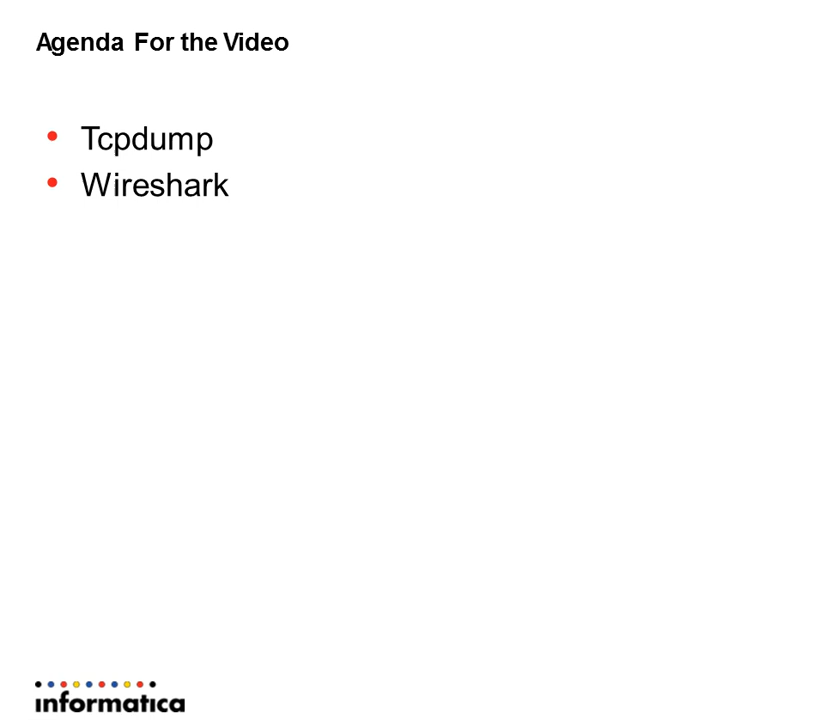 Agenda For the Video
Tcpdump
Wireshark
informatica